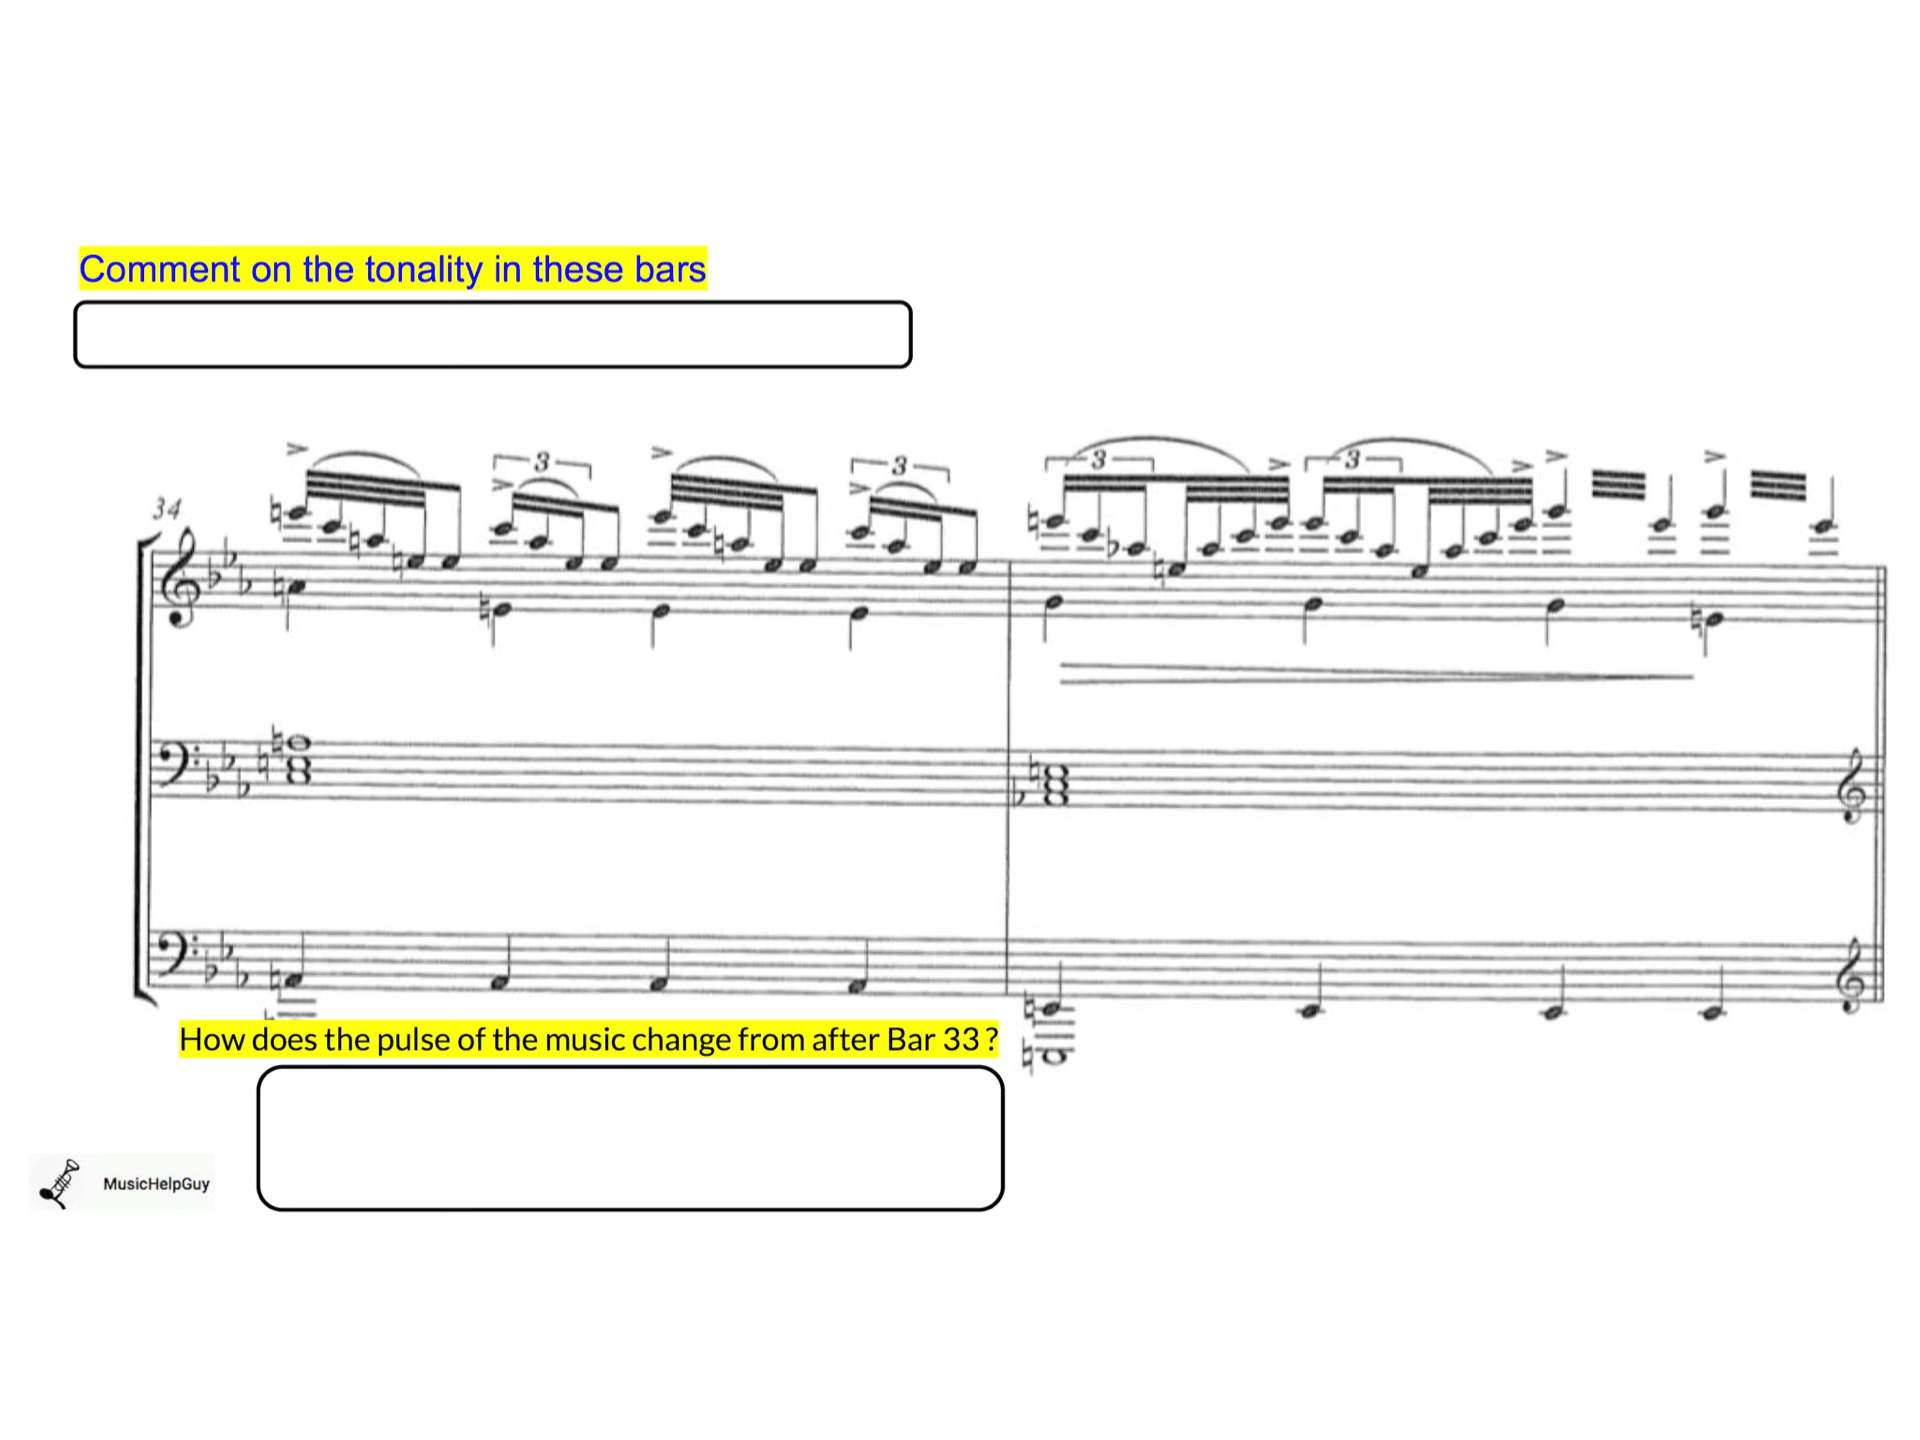 Comment on the tonality in these bars
3 3 3 3
34
How does the pulse of the music change from after Bar 33 ?
MusicHelpGuy